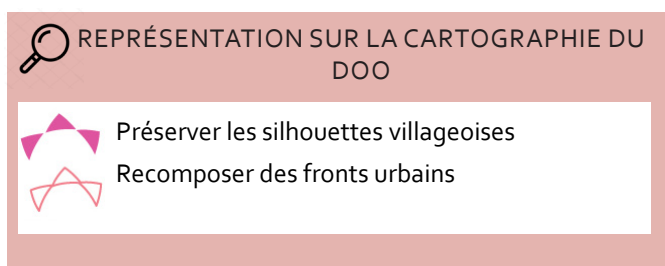 REPRÉSENTATION SUR LA CARTOGRAPHIE DU
DOO
Préserver les silhouettes villageoises
Recomposer des fronts urbains